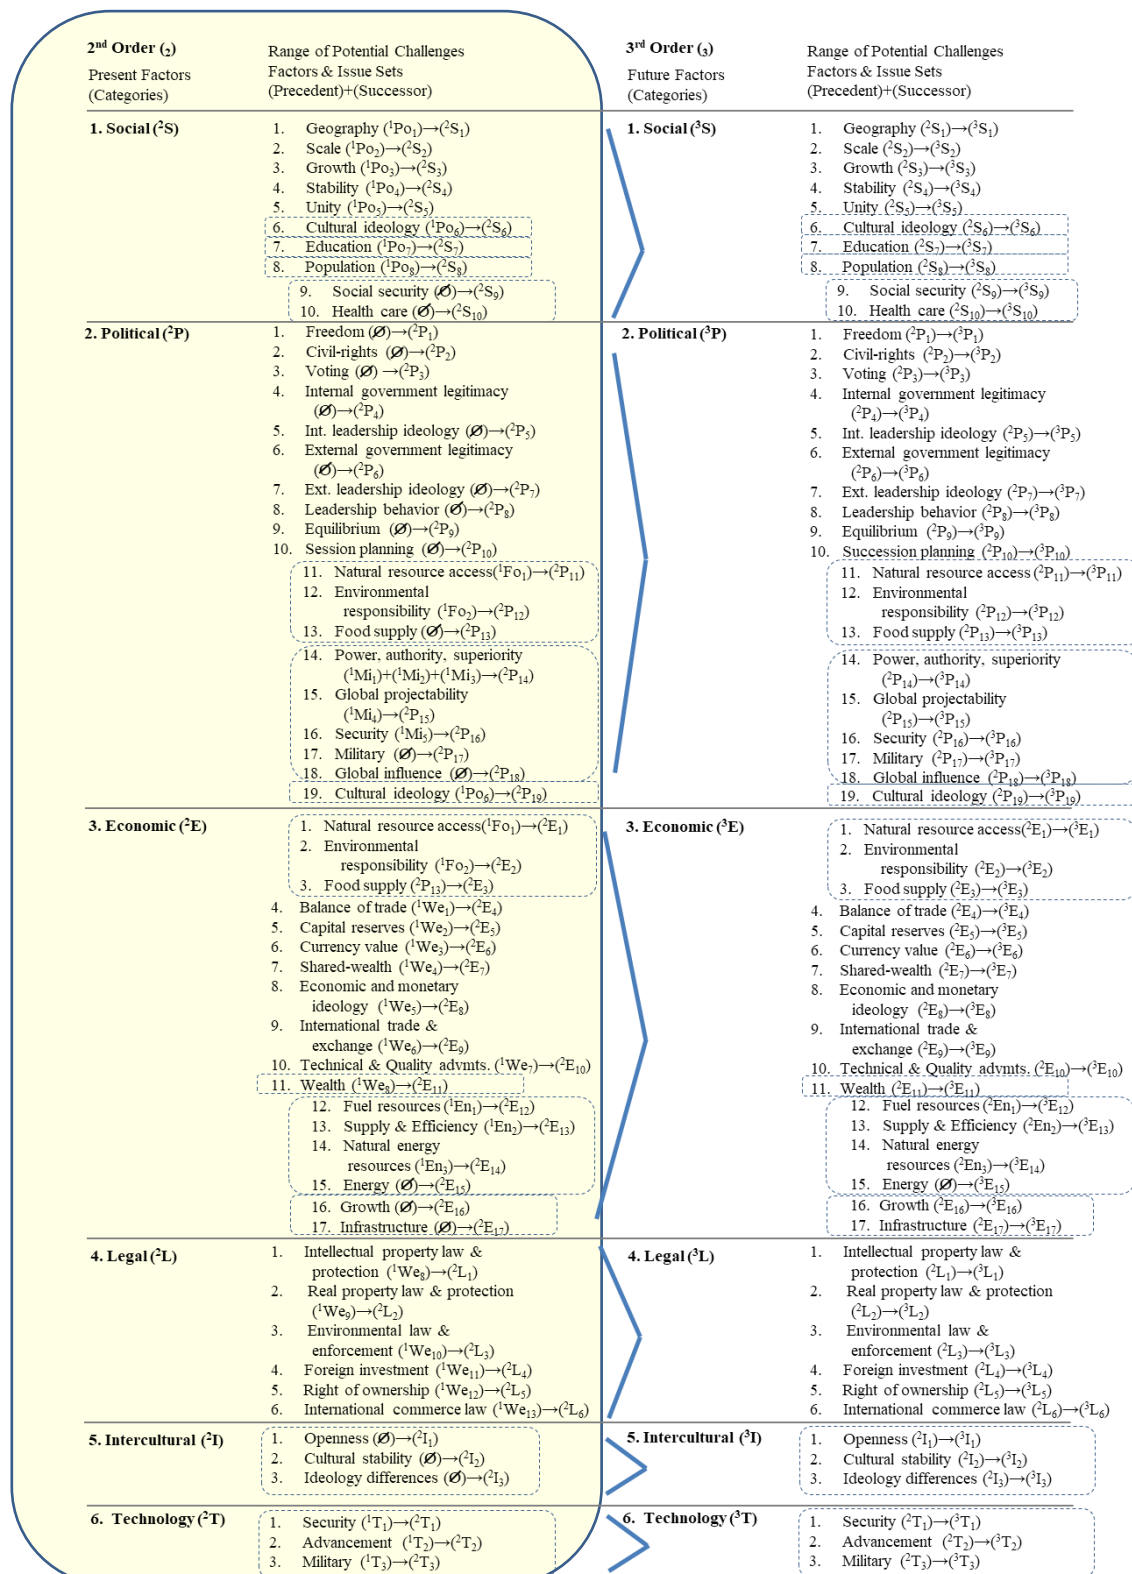 2nd Order (₂)
Present Factors
(Categories)
Range of Potential Challenges
Factors & Issue Sets
(Precedent)+(Successor)
1. Social (²S)
1. Geography (¹Po₁)→(²S₁)
2. Scale (¹Po₂)→(²S₂)
3. Growth (¹Po₃)→(²S₃)
4. Stability (¹Po₄)→(²S₄)
5. Unity (¹Po₅)→(²S₅)
6. Cultural ideology (¹Po₆)→(²S₆)
7. Education (¹Po₇)→(²S₇)
8. Population (¹Po₈)→(²S₈)
9. Social security (Ø)→(²S₉)
10. Health care (Ø)→(²S₁₀)
2. Political (²P)
1. Freedom (Ø)→(²P₁)
2. Civil-rights (Ø)→(²P₂)
3. Voting (Ø) →(²P₃)
4. Internal government legitimacy
(Ø)→(²P₄)
5. Int. leadership ideology (Ø)→(²P₅)
6. External government legitimacy
(Ø)→(²P₆)
7. Ext. leadership ideology (Ø)→(²P₇)
8. Leadership behavior (Ø)→(²P₈)
9. Equilibrium (Ø)→(²P₉)
10. Session planning (Ø)→(²P₁₀)
11. Natural resource access(¹Fo₁)→(²P₁₁)
12. Environmental
responsibility (¹Fo₂)→(²P₁₂)
13. Food supply (Ø)→(²P₁₃)
14. Power, authority, superiority
(¹Mi₁)+(¹Mi₂)+(¹Mi₃)→(²P₁₄)
15. Global projectability
(¹Mi₄)→(²P₁₅)
16. Security (¹Mi₅)→(²P₁₆)
17. Military (Ø)→(²P₁₇)
18. Global influence (Ø)→(²P₁₈)
19. Cultural ideology (¹Po₆)→(²P₁₉)
3. Economic (²E)
1. Natural resource access(¹Fo₁)→(²E₁)
2. Environmental
responsibility (¹Fo₂)→(²E₂)
3. Food supply (²P₁₃)→(²E₃)
4. Balance of trade (¹We₁)→(²E₄)
5. Capital reserves (¹We₂)→(²E₅)
6. Currency value (¹We₃)→(²E₆)
7. Shared-wealth (¹We₄)→(²E₇)
8. Economic and monetary
ideology (¹We₅)→(²E₈)
9. International trade &
exchange (¹We₆)→(²E₉)
10. Technical & Quality advmts. (¹We₇)→(²E₁₀)
11. Wealth (¹We₈)→(²E₁₁)
12. Fuel resources (¹En₁)→(²E₁₂)
13. Supply & Efficiency (¹En₂)→(²E₁₃)
14. Natural energy
resources (¹En₃)→(²E₁₄)
15. Energy (Ø)→(²E₁₅)
16. Growth (Ø)→(²E₁₆)
17. Infrastructure (Ø)→(²E₁₇)
4. Legal (²L)
1. Intellectual property law &
protection (¹We₈)→(²L₁)
2. Real property law & protection
(¹We₉)→(²L₂)
3. Environmental law &
enforcement (¹We₁₀)→(²L₃)
4. Foreign investment (¹We₁₁)→(²L₄)
5. Right of ownership (¹We₁₂)→(²L₅)
6. International commerce law (¹We₁₃)→(²L₆)
5. Intercultural (²I)
1. Openness (Ø)→(²I₁)
2. Cultural stability (Ø)→(²I₂)
3. Ideology differences (Ø)→(²I₃)
6. Technology (²T)
1. Security (¹T₁)→(²T₁)
2. Advancement (¹T₂)→(²T₂)
3. Military (¹T₃)→(²T₃)
3rd Order (₃)
Future Factors
(Categories)
Range of Potential Challenges
Factors & Issue Sets
(Precedent)+(Successor)
1. Social (³S)
1. Geography (²S₁)→(³S₁)
2. Scale (²S₂)→(³S₂)
3. Growth (²S₃)→(³S₃)
4. Stability (²S₄)→(³S₄)
5. Unity (²S₅)→(³S₅)
6. Cultural ideology (²S₆)→(³S₆)
7. Education (²S₇)→(³S₇)
8. Population (²S₈)→(³S₈)
9. Social security (²S₉)→(³S₉)
10. Health care (²S₁₀)→(³S₁₀)
2. Political (³P)
1. Freedom (²P₁)→(³P₁)
2. Civil-rights (²P₂)→(³P₂)
3. Voting (²P₃)→(³P₃)
4. Internal government legitimacy
(²P₄)→(³P₄)
5. Int. leadership ideology (²P₅)→(³P₅)
6. External government legitimacy
(²P₆)→(³P₆)
7. Ext. leadership ideology (²P₇)→(³P₇)
8. Leadership behavior (²P₈)→(³P₈)
9. Equilibrium (²P₉)→(³P₉)
10. Succession planning (²P₁₀)→(³P₁₀)
11. Natural resource access (²P₁₁)→(³P₁₁)
12. Environmental
responsibility (²P₁₂)→(³P₁₂)
13. Food supply (²P₁₃)→(³P₁₃)
14. Power, authority, superiority
(²P₁₄)→(³P₁₄)
15. Global projectability
(²P₁₅)→(³P₁₅)
16. Security (²P₁₆)→(³P₁₆)
17. Military (²P₁₇)→(³P₁₇)
18. Global influence (²P₁₈)→(³P₁₈)
19. Cultural ideology (²P₁₉)→(³P₁₉)
3. Economic (³E)
1. Natural resource access(²E₁)→(³E₁)
2. Environmental
responsibility (²E₂)→(³E₂)
3. Food supply (²E₃)→(³E₃)
4. Balance of trade (²E₄)→(³E₄)
5. Capital reserves (²E₅)→(³E₅)
6. Currency value (²E₆)→(³E₆)
7. Shared-wealth (²E₇)→(³E₇)
8. Economic and monetary
ideology (²E₈)→(³E₈)
9. International trade &
exchange (²E₉)→(³E₉)
10. Technical & Quality advmts. (²E₁₀)→(³E₁₀)
11. Wealth (²E₁₁)→(³E₁₁)
12. Fuel resources (²En₁)→(³E₁₂)
13. Supply & Efficiency (²En₂)→(³E₁₃)
14. Natural energy
resources (²En₃)→(³E₁₄)
15. Energy (Ø)→(³E₁₅)
16. Growth (²E₁₆)→(³E₁₆)
17. Infrastructure (²E₁₇)→(³E₁₇)
4. Legal (³L)
1. Intellectual property law &
protection (²L₁)→(³L₁)
2. Real property law & protection
(²L₂)→(³L₂)
3. Environmental law &
enforcement (²L₃)→(³L₃)
4. Foreign investment (²L₄)→(³L₄)
5. Right of ownership (²L₅)→(³L₅)
6. International commerce law (²L₆)→(³L₆)
5. Intercultural (³I)
1. Openness (²I₁)→(³I₁)
2. Cultural stability (²I₂)→(³I₂)
3. Ideology differences (²I₃)→(³I₃)
6. Technology (³T)
1. Security (²T₁)→(³T₁)
2. Advancement (²T₂)→(³T₂)
3. Military (²T₃)→(³T₃)